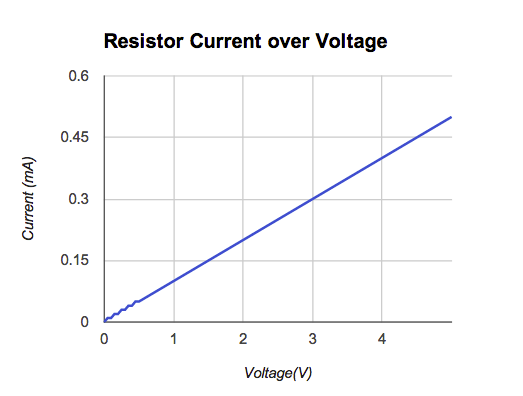 Resistor Current over Voltage
0.6
0.45
0.3
0.15
0
Current (mA)
0 1 2 3 4
Voltage(V)